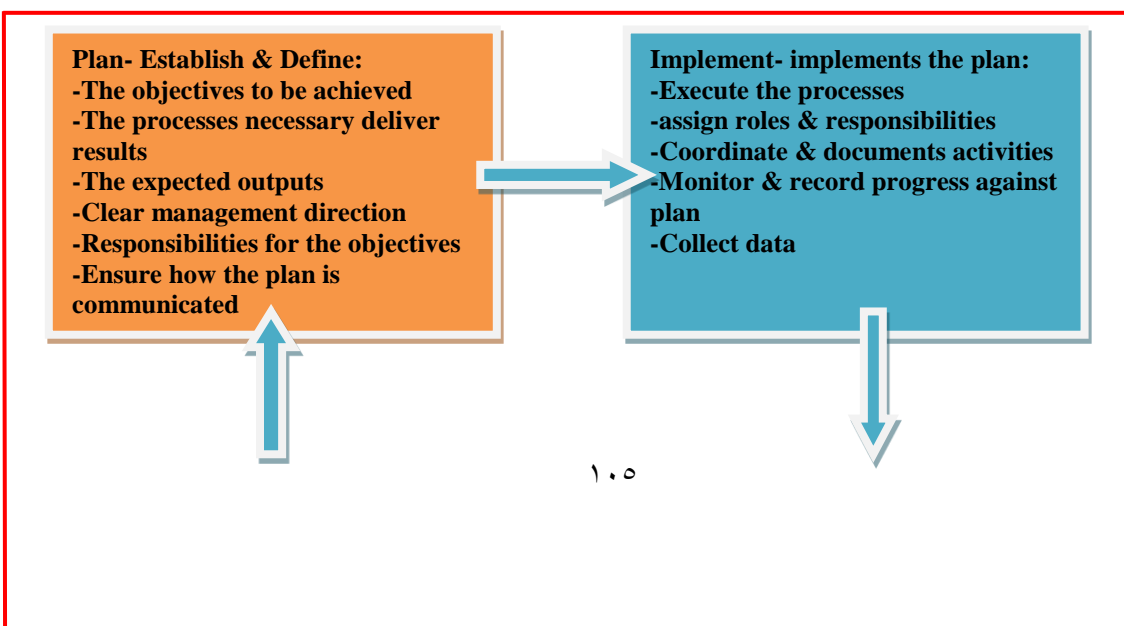 Plan- Establish & Define:
-The objectives to be achieved
-The processes necessary deliver
results
-The expected outputs
-Clear management direction
-Responsibilities for the objectives
-Ensure how the plan is
communicated
Implement- implements the plan:
-Execute the processes
-assign roles & responsibilities
-Coordinate & documents activities
-Monitor & record progress against
plan
-Collect data
١٠٥